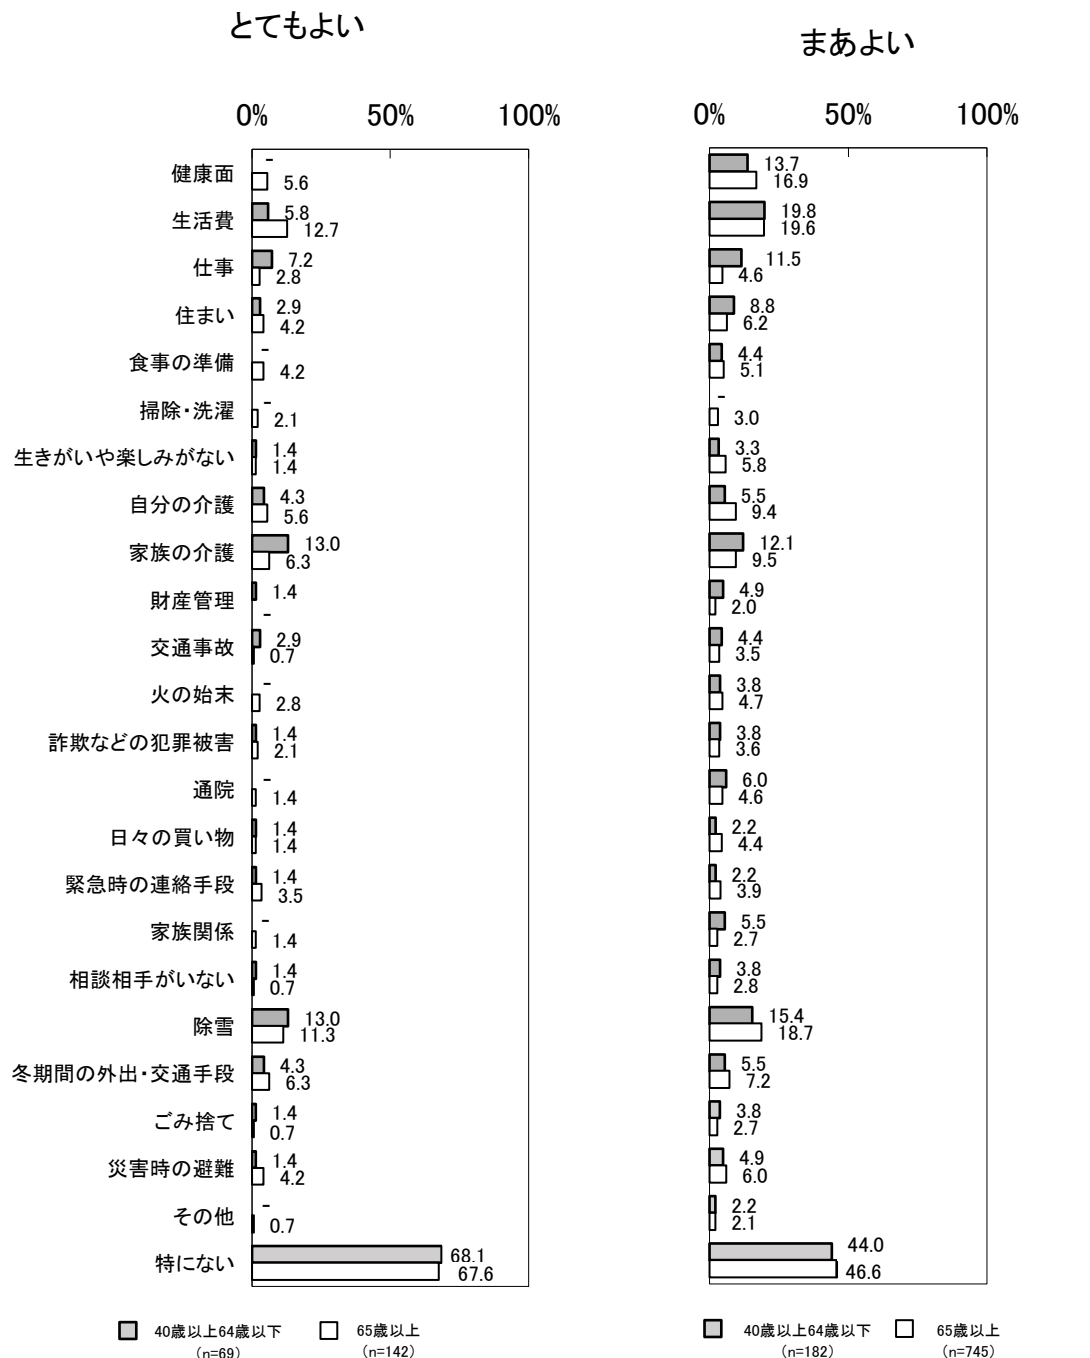 とてもよい
まあよい
0% 50% 100%
0% 50% 100%
健康面 - 13.7
5.6 16.9
生活費 5.8 19.8
12.7 19.6
仕事 7.2 11.5
2.8 4.6
住まい 2.9 8.8
4.2 6.2
食事の準備 - 4.4
4.2 5.1
掃除・洗濯 - -
2.1 3.0
生きがいや楽しみがない 1.4 3.3
1.4 5.8
自分の介護 4.3 5.5
5.6 9.4
家族の介護 13.0 12.1
6.3 9.5
財産管理 1.4 4.9
- 2.0
交通事故 2.9 4.4
0.7 3.5
火の始末 - 3.8
2.8 4.7
詐欺などの犯罪被害 1.4 3.8
2.1 3.6
通院 - 6.0
1.4 4.6
日々の買い物 1.4 2.2
1.4 4.4
緊急時の連絡手段 1.4 2.2
3.5 3.9
家族関係 - 5.5
1.4 2.7
相談相手がいない 1.4 3.8
0.7 2.8
除雪 13.0 15.4
11.3 18.7
冬期間の外出・交通手段 4.3 5.5
6.3 7.2
ごみ捨て 1.4 3.8
0.7 2.7
災害時の避難 1.4 4.9
4.2 6.0
その他 - 2.2
0.7 2.1
特にない 68.1 44.0
67.6 46.6
40歳以上64歳以下 65歳以上
(n=69) (n=142)
40歳以上64歳以下 65歳以上
(n=182) (n=745)